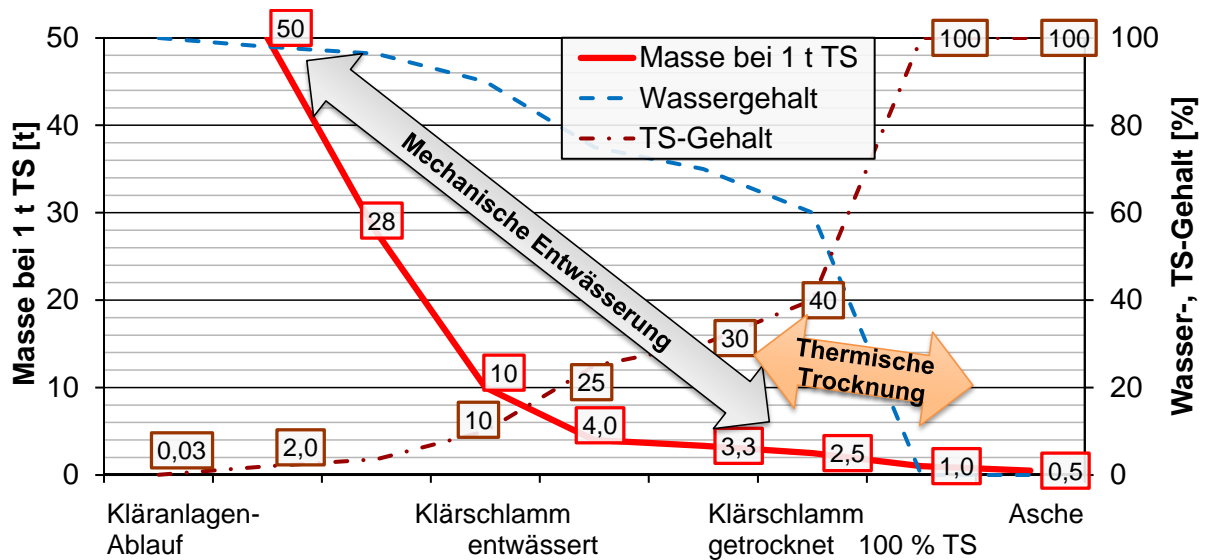 50
40
30
20
10
0
Masse bei 1 t TS [t]
100
80
60
40
20
0
Wasser-, TS-Gehalt [%]
Masse bei 1 t TS
Wassergehalt
TS-Gehalt
50
28
10
4,0
3,3
2,5
1,0
0,5
0,03
2,0
10
25
30
40
100
100
Mechanische Entwässerung
Thermische
Trocknung
Kläranlagen-
Ablauf
Klärschlamm
entwässert
Klärschlamm
getrocknet
100 % TS
Asche